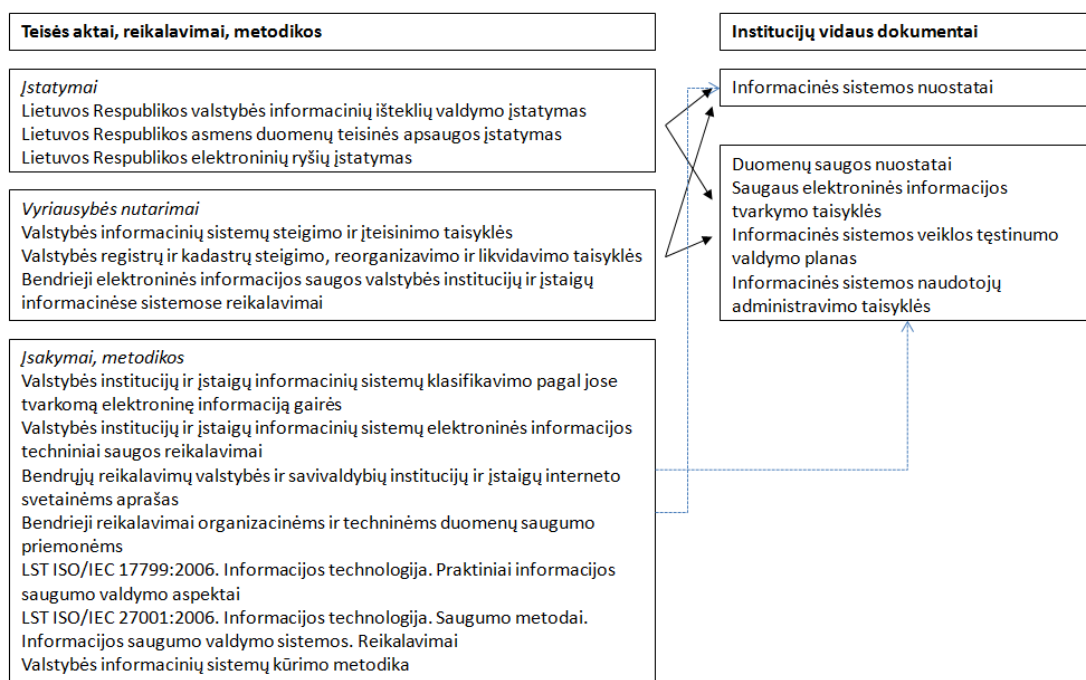 Teisės aktai, reikalavimai, metodikos
Įstatymai
Lietuvos Respublikos valstybės informacinių išteklių valdymo įstatymas
Lietuvos Respublikos asmens duomenų teisinės apsaugos įstatymas
Lietuvos Respublikos elektroninių ryšių įstatymas
Vyriausybės nutarimai
Valstybės informacinių sistemų steigimo ir įteisinimo taisyklės
Valstybės registrų ir kadastrų steigimo, reorganizavimo ir likvidavimo taisyklės
Bendrieji elektroninės informacijos saugos valstybės institucijų ir įstaigų
informacinėse sistemose reikalavimai
Įsakymai, metodikos
Valstybės institucijų ir įstaigų informacinių sistemų klasifikavimo pagal jose
tvarkomą elektroninę informaciją gairės
Valstybės institucijų ir įstaigų informacinių sistemų elektroninės informacijos
techniniai saugos reikalavimai
Bendrųjų reikalavimų valstybės ir savivaldybių institucijų ir įstaigų interneto
svetainėms aprašas
Bendrieji reikalavimai organizacinėms ir techninėms duomenų saugumo
priemonėms
LST ISO/IEC 17799:2006. Informacijos technologija. Praktiniai informacijos
saugumo valdymo aspektai
LST ISO/IEC 27001:2006. Informacijos technologija. Saugumo metodai.
Informacijos saugumo valdymo sistemos. Reikalavimai
Valstybės informacinių sistemų kūrimo metodika
Institucijų vidaus dokumentai
Informacinės sistemos nuostatai
Duomenų saugos nuostatai
Saugaus elektroninės informacijos
tvarkymo taisyklės
Informacinės sistemos veiklos tęstinumo
valdymo planas
Informacinės sistemos naudotojų
administravimo taisyklės